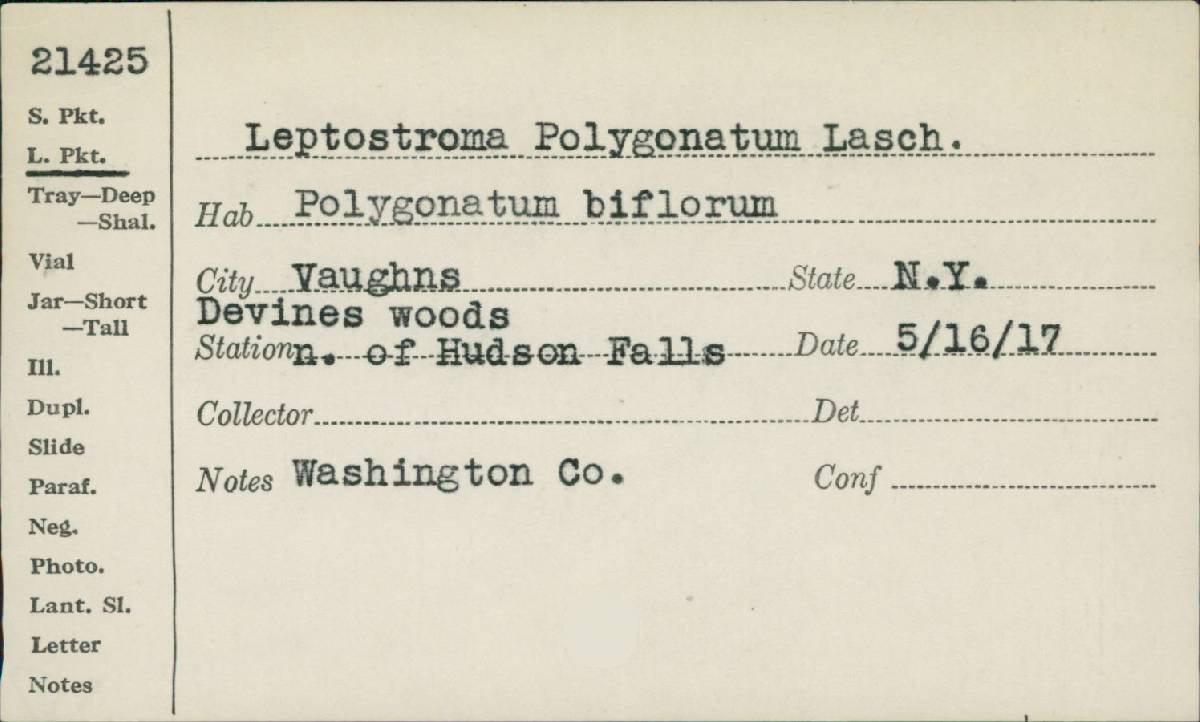 21425
S. Pkt.
L. Pkt.
Tray—Deep
—Shal.
Vial
Jar—Short
—Tall
Ill.
Dupl.
Slide
Paraf.
Neg.
Photo.
Lant. Sl.
Letter
Notes
Leptostroma Polygonatum Lasch.
Hab Polygonatum biflorum
City Vaughns State N.Y.
Devines woods
Station n. of Hudson Falls Date 5/16/17
Collector Det
Notes Washington Co. Conf